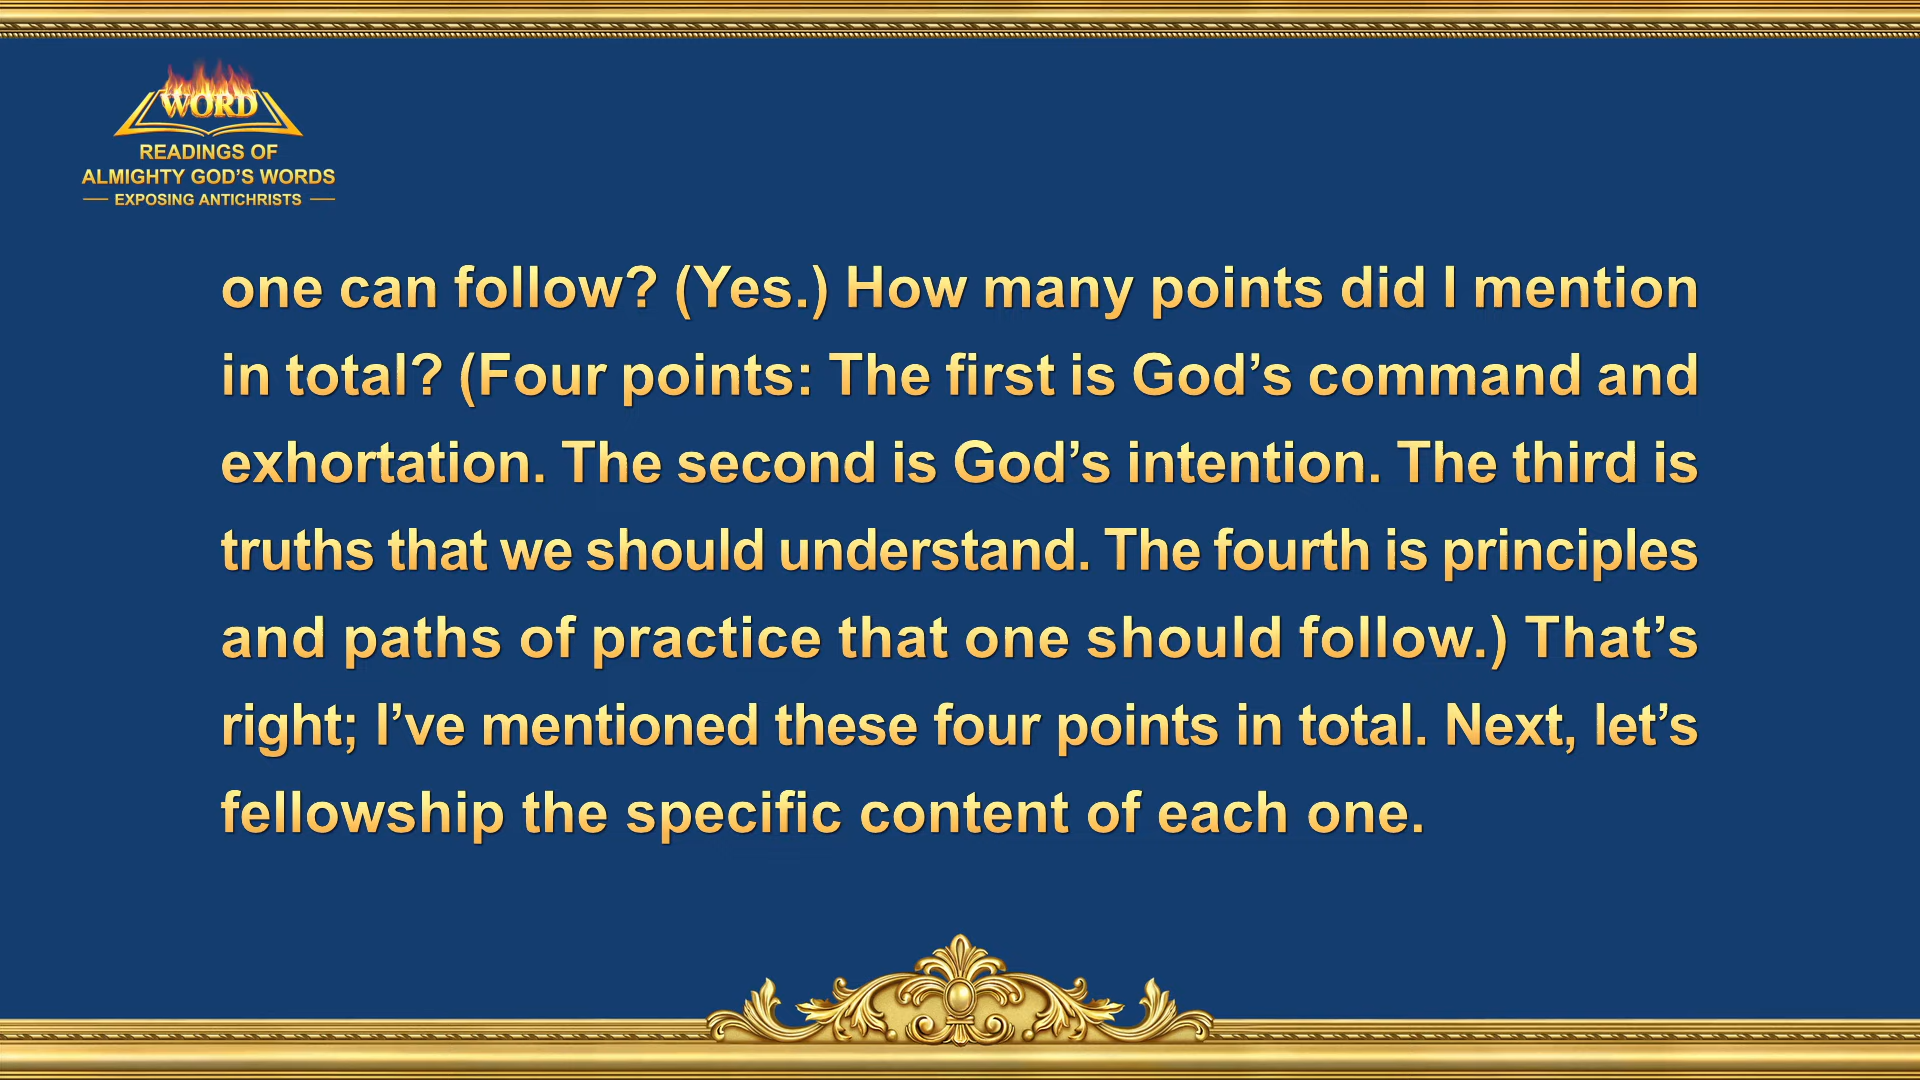 WORD
READINGS OF
ALMIGHTY GOD’S WORDS
EXPOSING ANTICHRISTS
one can follow? (Yes.) How many points did I mention
in total? (Four points: The first is God’s command and
exhortation. The second is God’s intention. The third is
truths that we should understand. The fourth is principles
and paths of practice that one should follow.) That’s
right; I’ve mentioned these four points in total. Next, let’s
fellowship the specific content of each one.